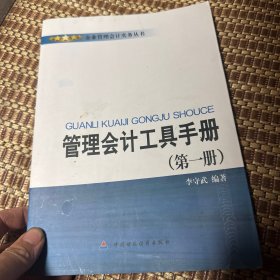 企业管理会计实务丛书
GUANLI KUAIJI GONGJU SHOUCE
管理会计工具手册
(第一册)
李守武 编著
中国财政经济出版社